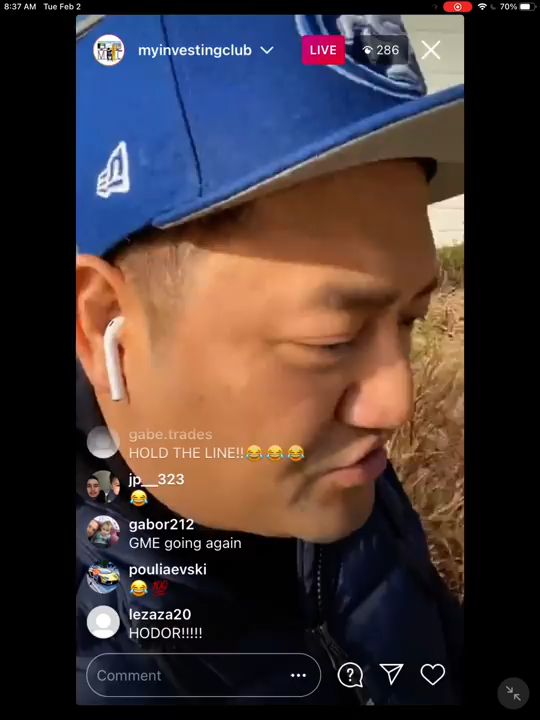 8:37 AM Tue Feb 2
70%
myinvestingclub
LIVE
286
gabe.trades
HOLD THE LINE!!😂😂😂
jp__323
😂
gabor212
GME going again
pouliaevski
😂💯
lezaza20
HODOR!!!!!
Comment